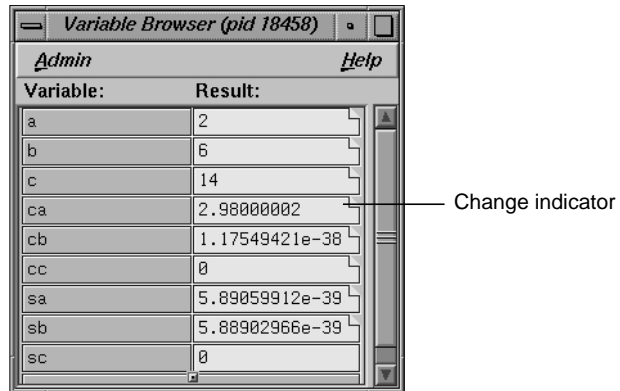 Variable Browser (pid 18458)
Admin Help
Variable: Result:
a 2
b 6
c 14
ca 2.98000002
cb 1.17549421e-38
cc 0
sa 5.89059912e-39
sb 5.88902966e-39
sc 0
Change indicator